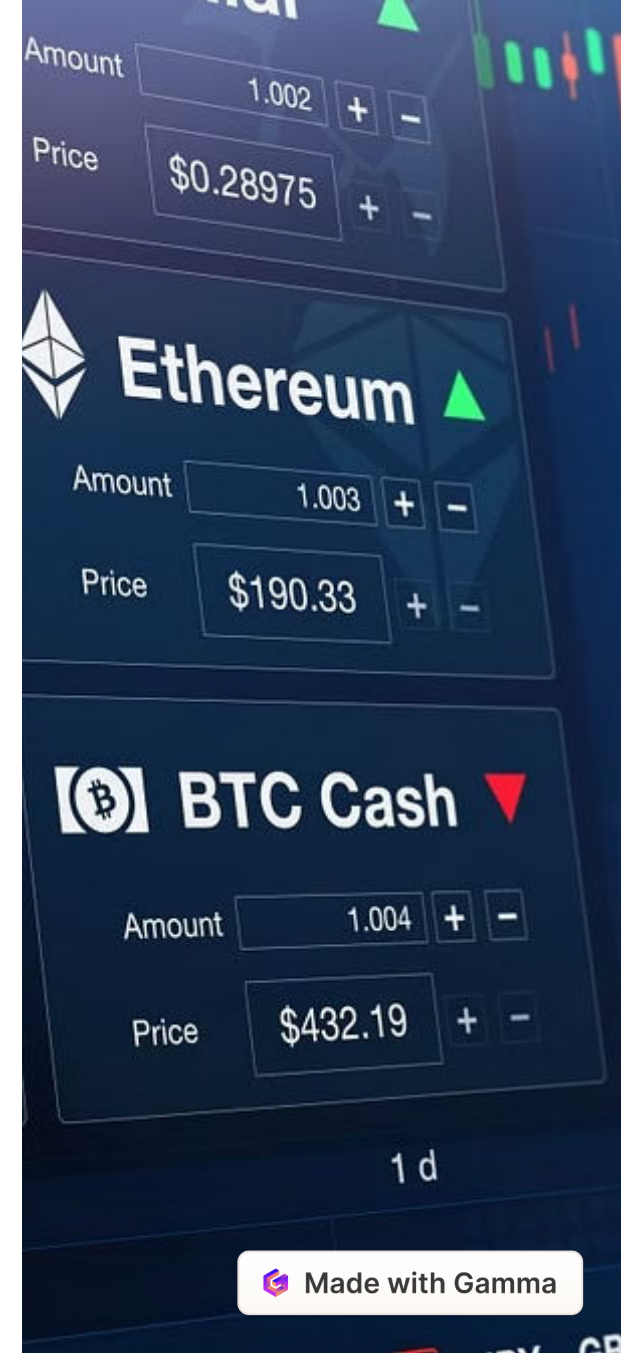 Amount 1.002 + −
Price $0.28975 + −
Ethereum
Amount 1.003 + −
Price $190.33 + −
BTC Cash
Amount 1.004 + −
Price $432.19 + −
1 d
Made with Gamma